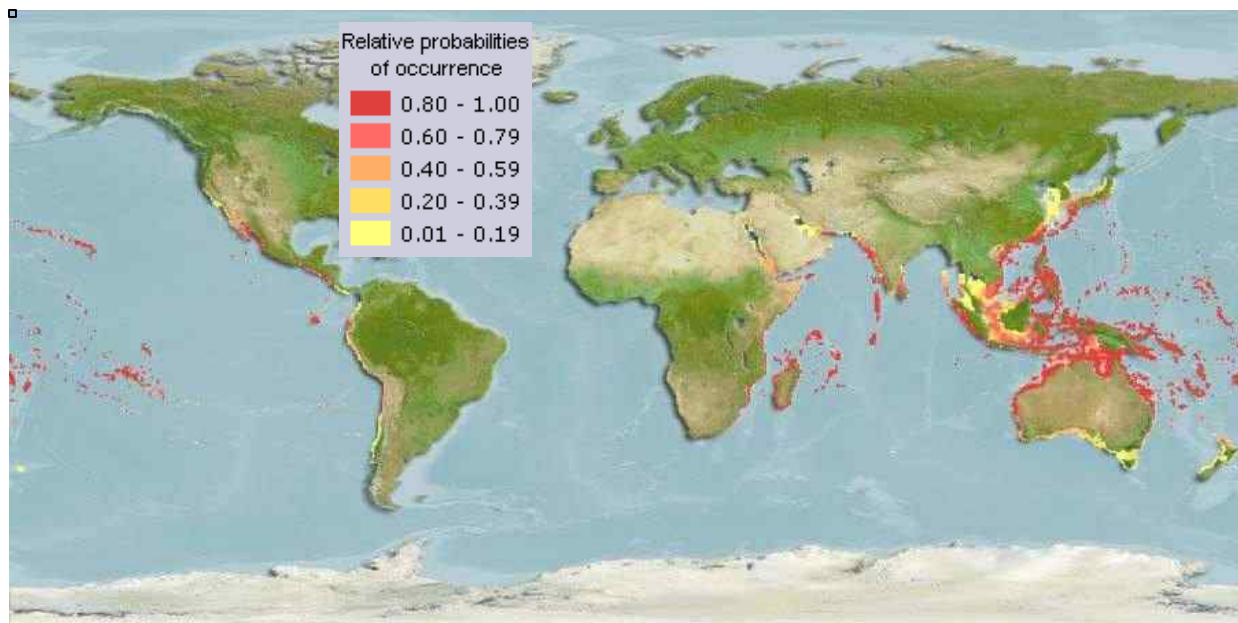 Relative probabilities
of occurrence
0.80 - 1.00
0.60 - 0.79
0.40 - 0.59
0.20 - 0.39
0.01 - 0.19